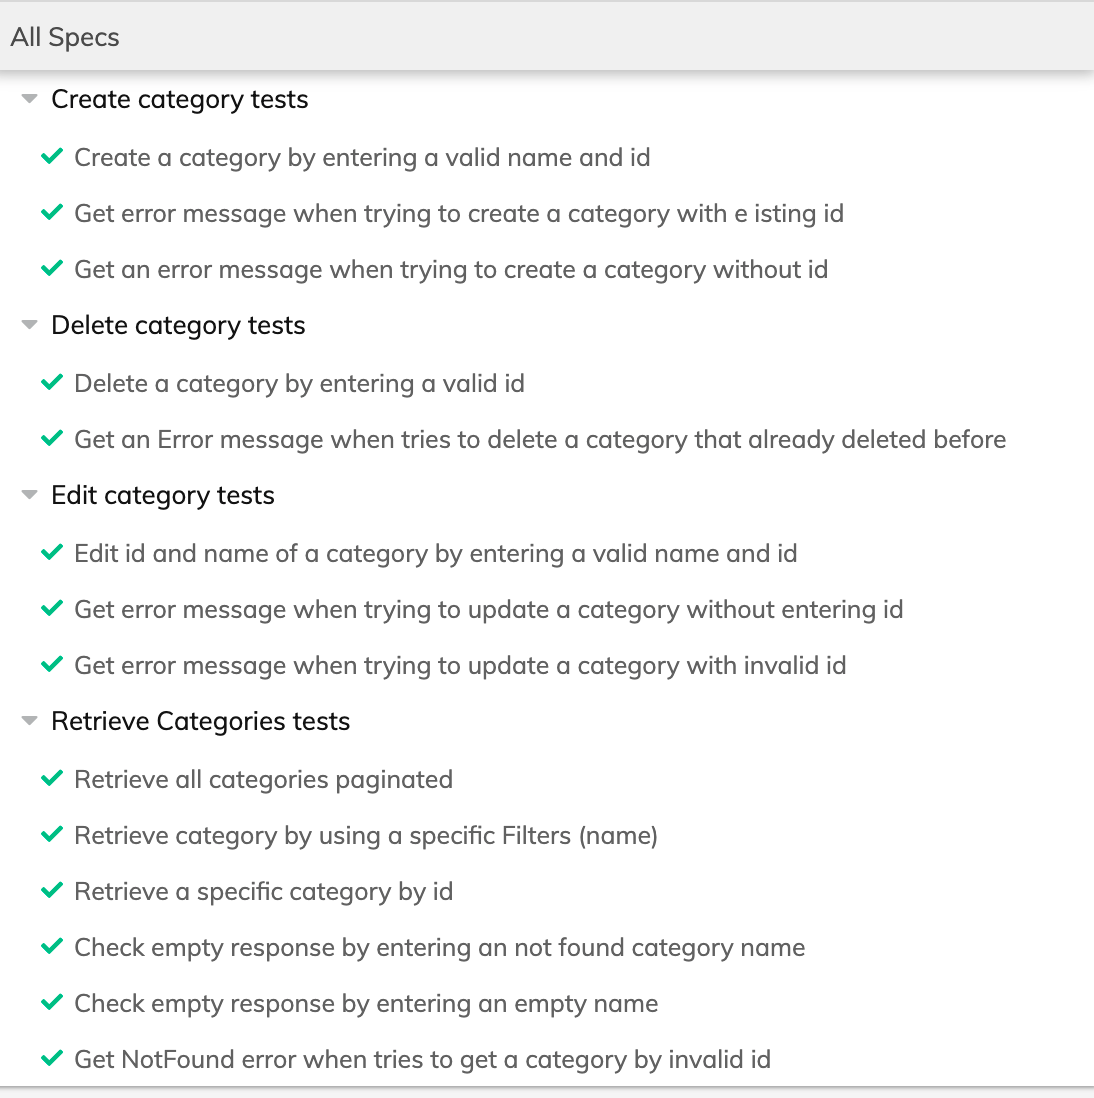 All Specs
Create category tests
Create a category by entering a valid name and id
Get error message when trying to create a category with e isting id
Get an error message when trying to create a category without id
Delete category tests
Delete a category by entering a valid id
Get an Error message when tries to delete a category that already deleted before
Edit category tests
Edit id and name of a category by entering a valid name and id
Get error message when trying to update a category without entering id
Get error message when trying to update a category with invalid id
Retrieve Categories tests
Retrieve all categories paginated
Retrieve category by using a specific Filters (name)
Retrieve a specific category by id
Check empty response by entering an not found category name
Check empty response by entering an empty name
Get NotFound error when tries to get a category by invalid id